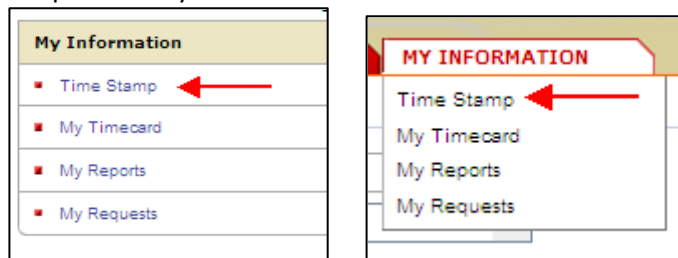 My Information
Time Stamp
My Timecard
My Reports
My Requests
MY INFORMATION
Time Stamp
My Timecard
My Reports
My Requests